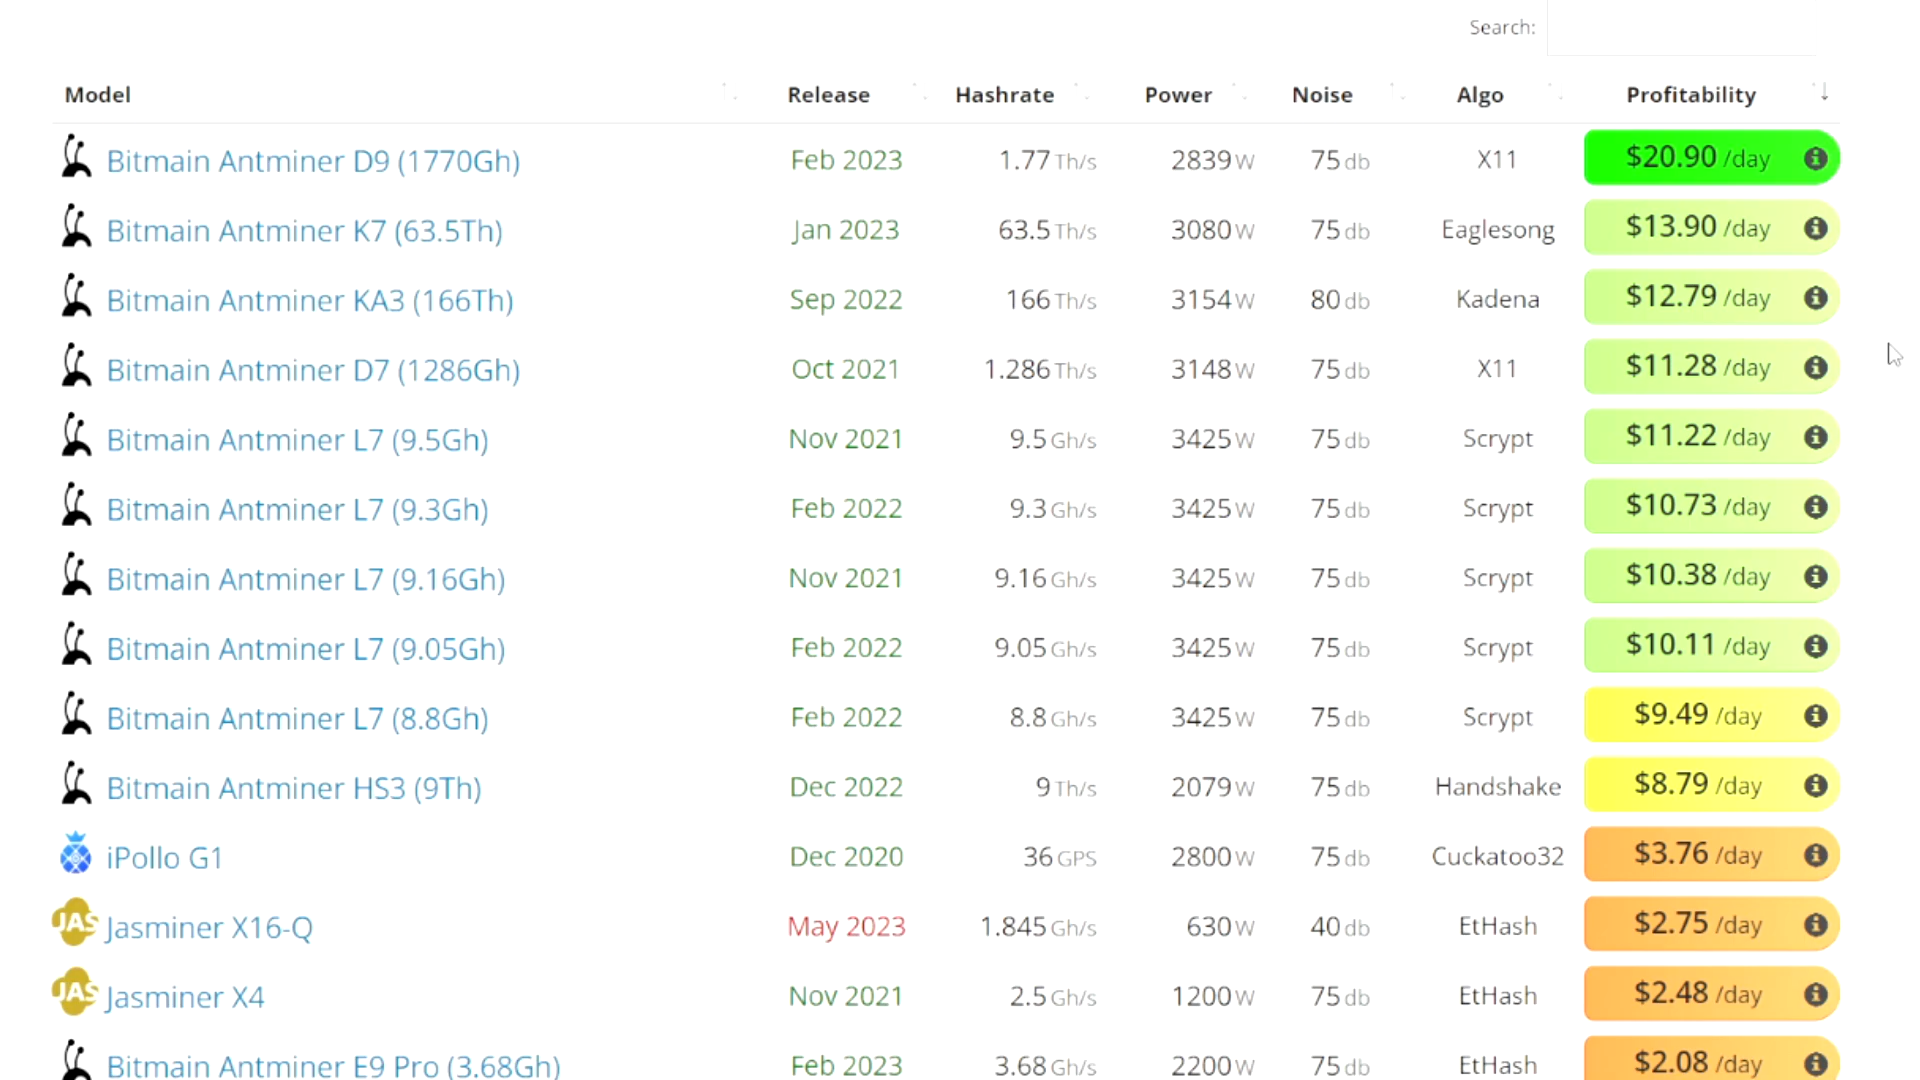 Search:
Model Release Hashrate Power Noise Algo Profitability
Bitmain Antminer D9 (1770Gh) Feb 2023 1.77 Th/s 2839 W 75 db X11 $20.90 /day
Bitmain Antminer K7 (63.5Th) Jan 2023 63.5 Th/s 3080 W 75 db Eaglesong $13.90 /day
Bitmain Antminer KA3 (166Th) Sep 2022 166 Th/s 3154 W 80 db Kadena $12.79 /day
Bitmain Antminer D7 (1286Gh) Oct 2021 1.286 Th/s 3148 W 75 db X11 $11.28 /day
Bitmain Antminer L7 (9.5Gh) Nov 2021 9.5 Gh/s 3425 W 75 db Scrypt $11.22 /day
Bitmain Antminer L7 (9.3Gh) Feb 2022 9.3 Gh/s 3425 W 75 db Scrypt $10.73 /day
Bitmain Antminer L7 (9.16Gh) Nov 2021 9.16 Gh/s 3425 W 75 db Scrypt $10.38 /day
Bitmain Antminer L7 (9.05Gh) Feb 2022 9.05 Gh/s 3425 W 75 db Scrypt $10.11 /day
Bitmain Antminer L7 (8.8Gh) Feb 2022 8.8 Gh/s 3425 W 75 db Scrypt $9.49 /day
Bitmain Antminer HS3 (9Th) Dec 2022 9 Th/s 2079 W 75 db Handshake $8.79 /day
iPollo G1 Dec 2020 36 GPS 2800 W 75 db Cuckatoo32 $3.76 /day
JAS Jasminer X16-Q May 2023 1.845 Gh/s 630 W 40 db EtHash $2.75 /day
JAS Jasminer X4 Nov 2021 2.5 Gh/s 1200 W 75 db EtHash $2.48 /day
Bitmain Antminer E9 Pro (3.68Gh) Feb 2023 3.68 Gh/s 2200 W 75 db EtHash $2.08 /day